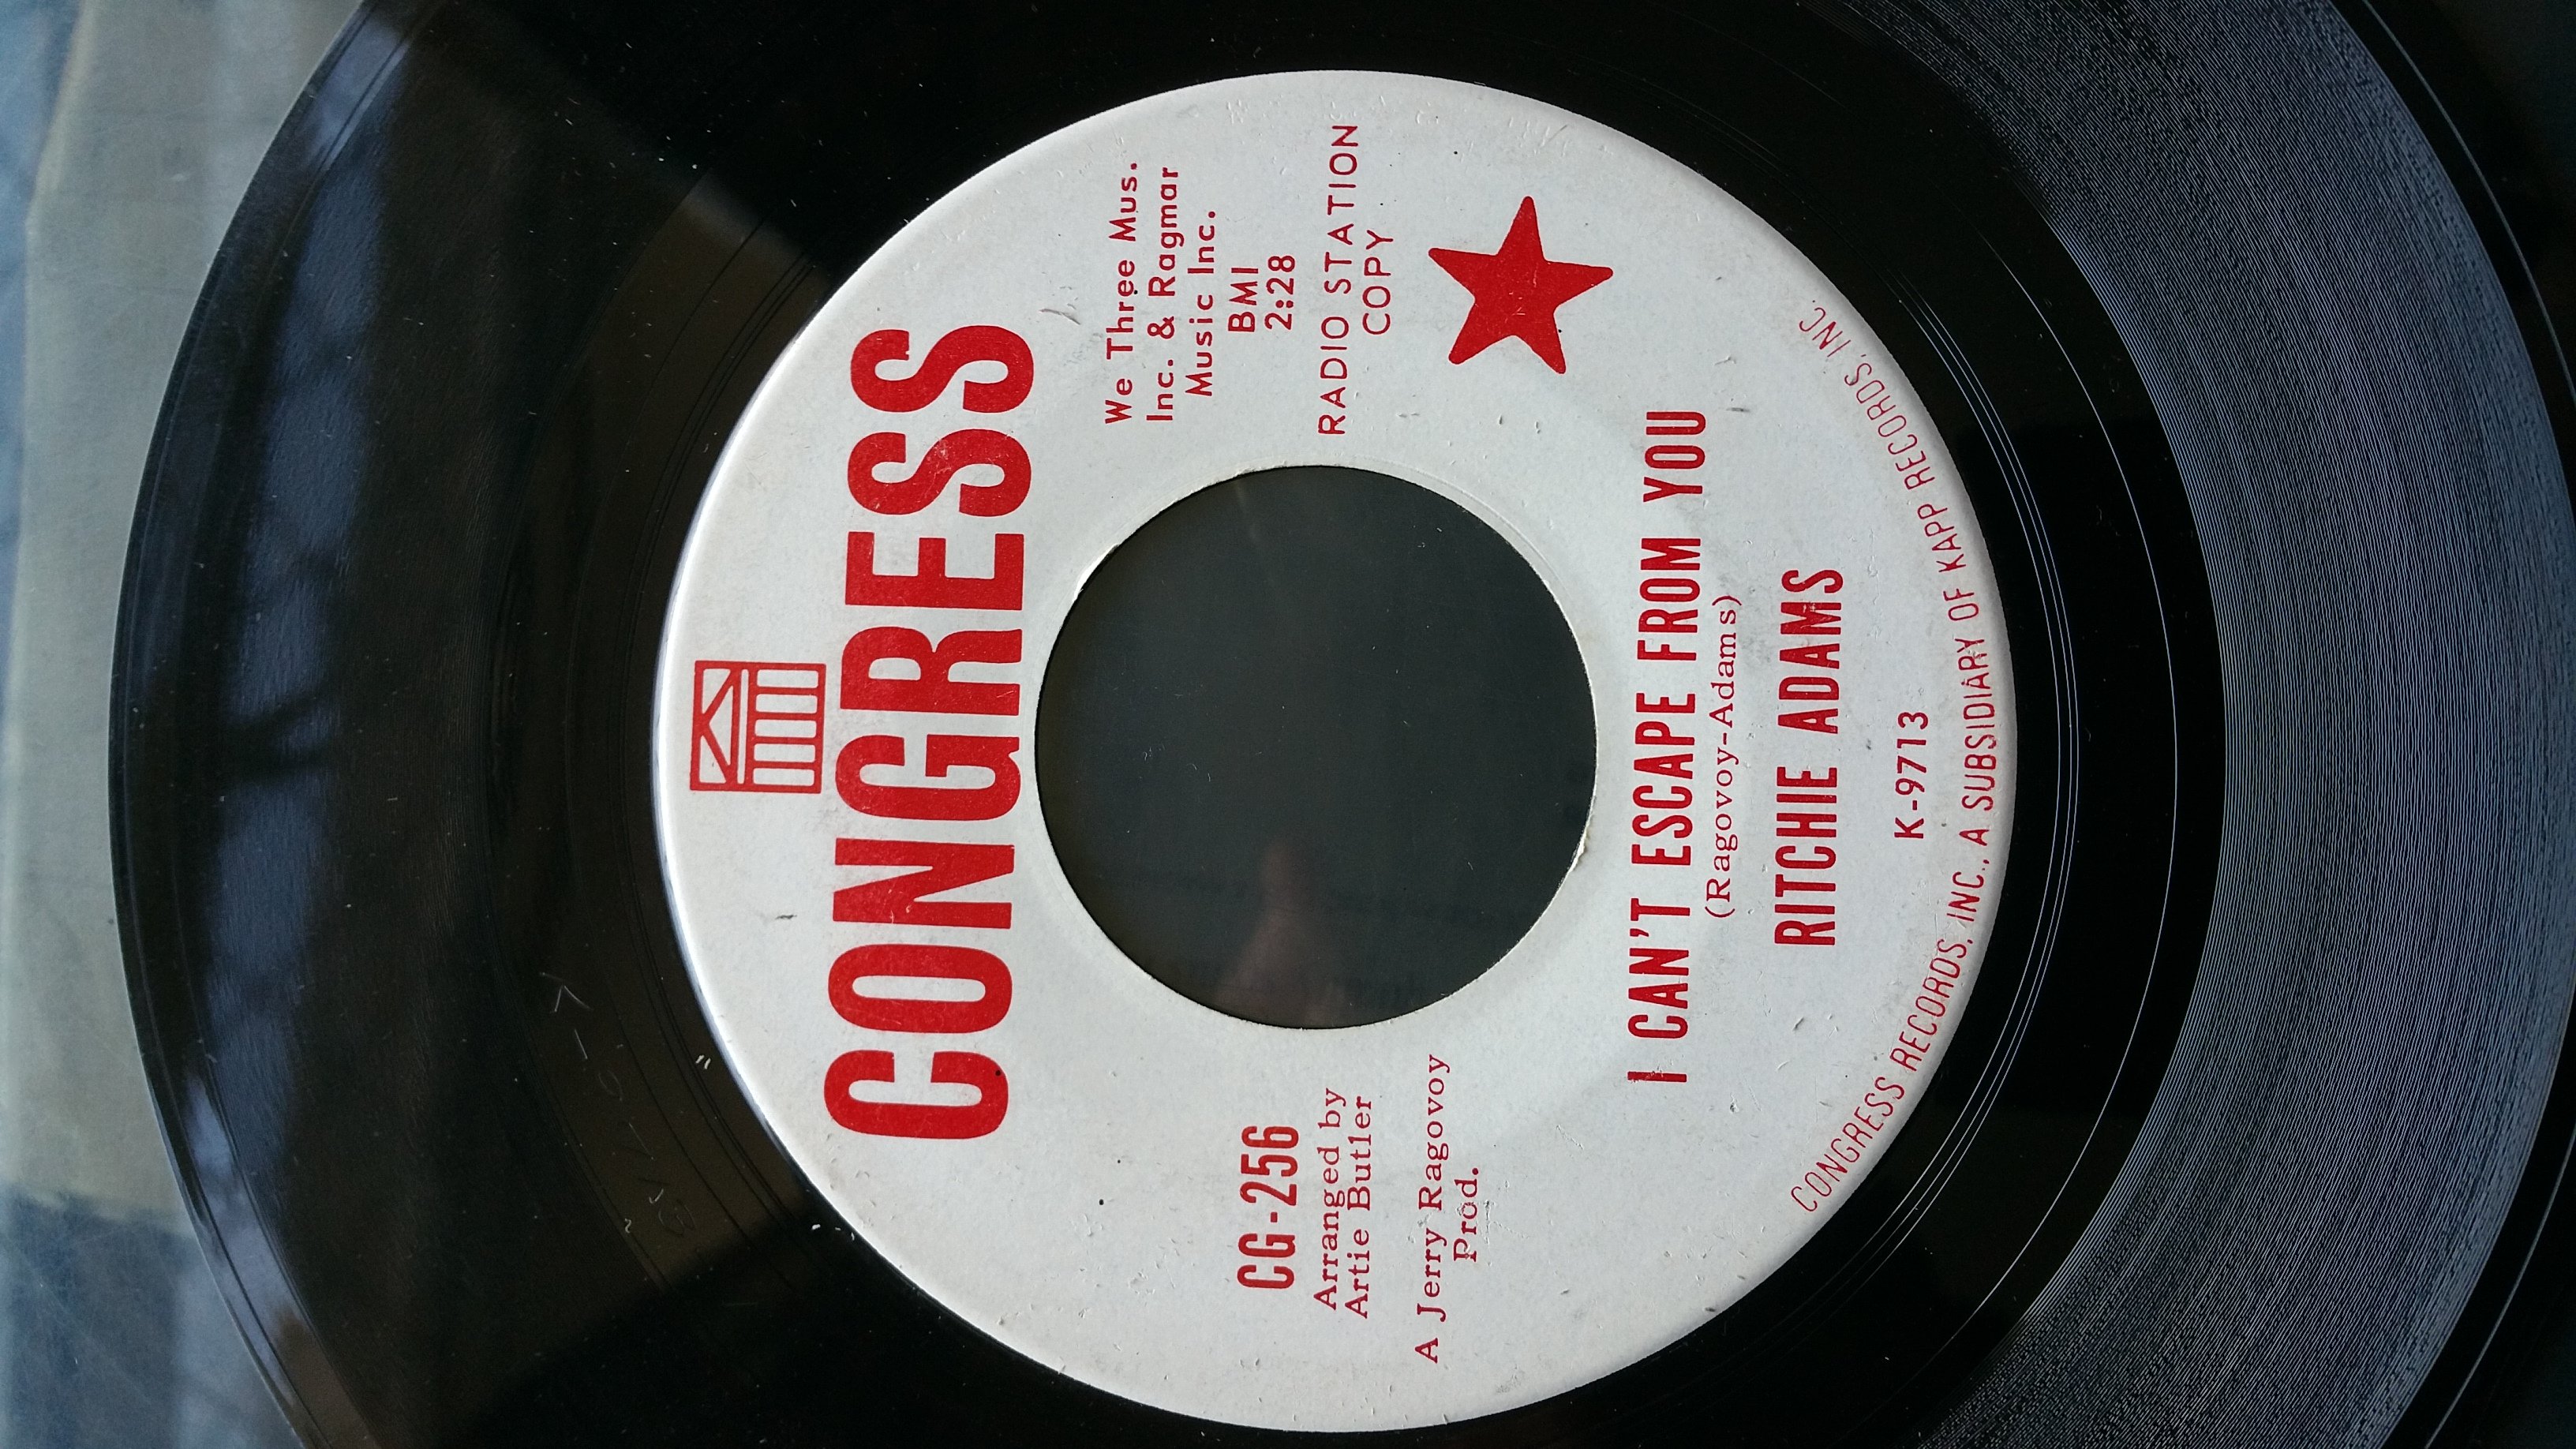 CONGRESS
We Three Mus.
Inc. & Ragmar
Music Inc.
BMI
2:28
RADIO STATION
COPY
CG-256
Arranged by
Artie Butler
A Jerry Ragovoy
Prod.
I CAN'T ESCAPE FROM YOU
(Ragovoy-Adams)
RITCHIE ADAMS
K-9713
CONGRESS RECORDS, INC., A SUBSIDIARY OF KAPP RECORDS, INC.